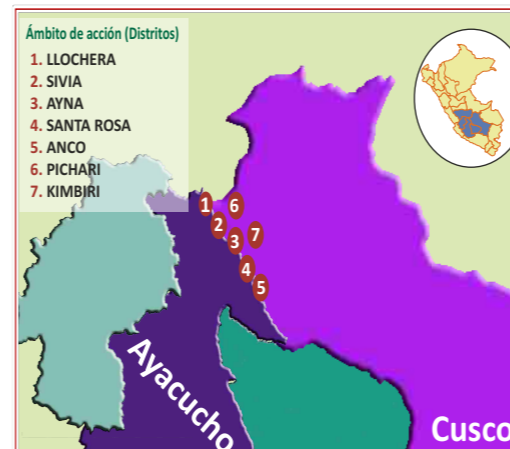 Ámbito de acción (Distritos)
1. LLOCHERA
2. SIVIA
3. AYNA
4. SANTA ROSA
5. ANCO
6. PICHARI
7. KIMBIRI
1
6
2
3
7
4
5
Ayacucho
Cusco